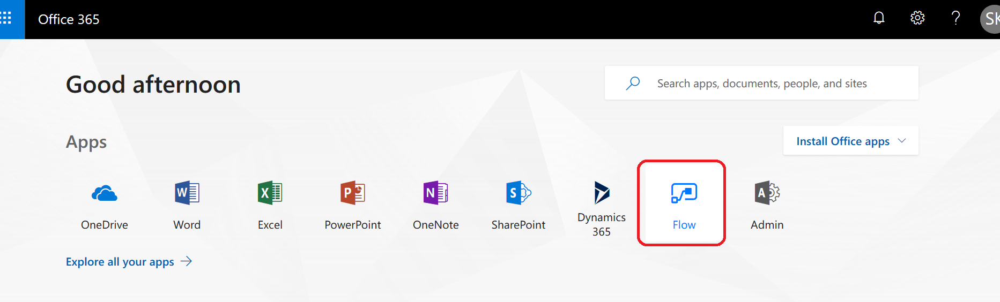 Office 365
SK
Good afternoon
Search apps, documents, people, and sites
Apps
Install Office apps
W
X
P
N
S
A
OneDrive
Word
Excel
PowerPoint
OneNote
SharePoint
Dynamics
365
Flow
Admin
Explore all your apps